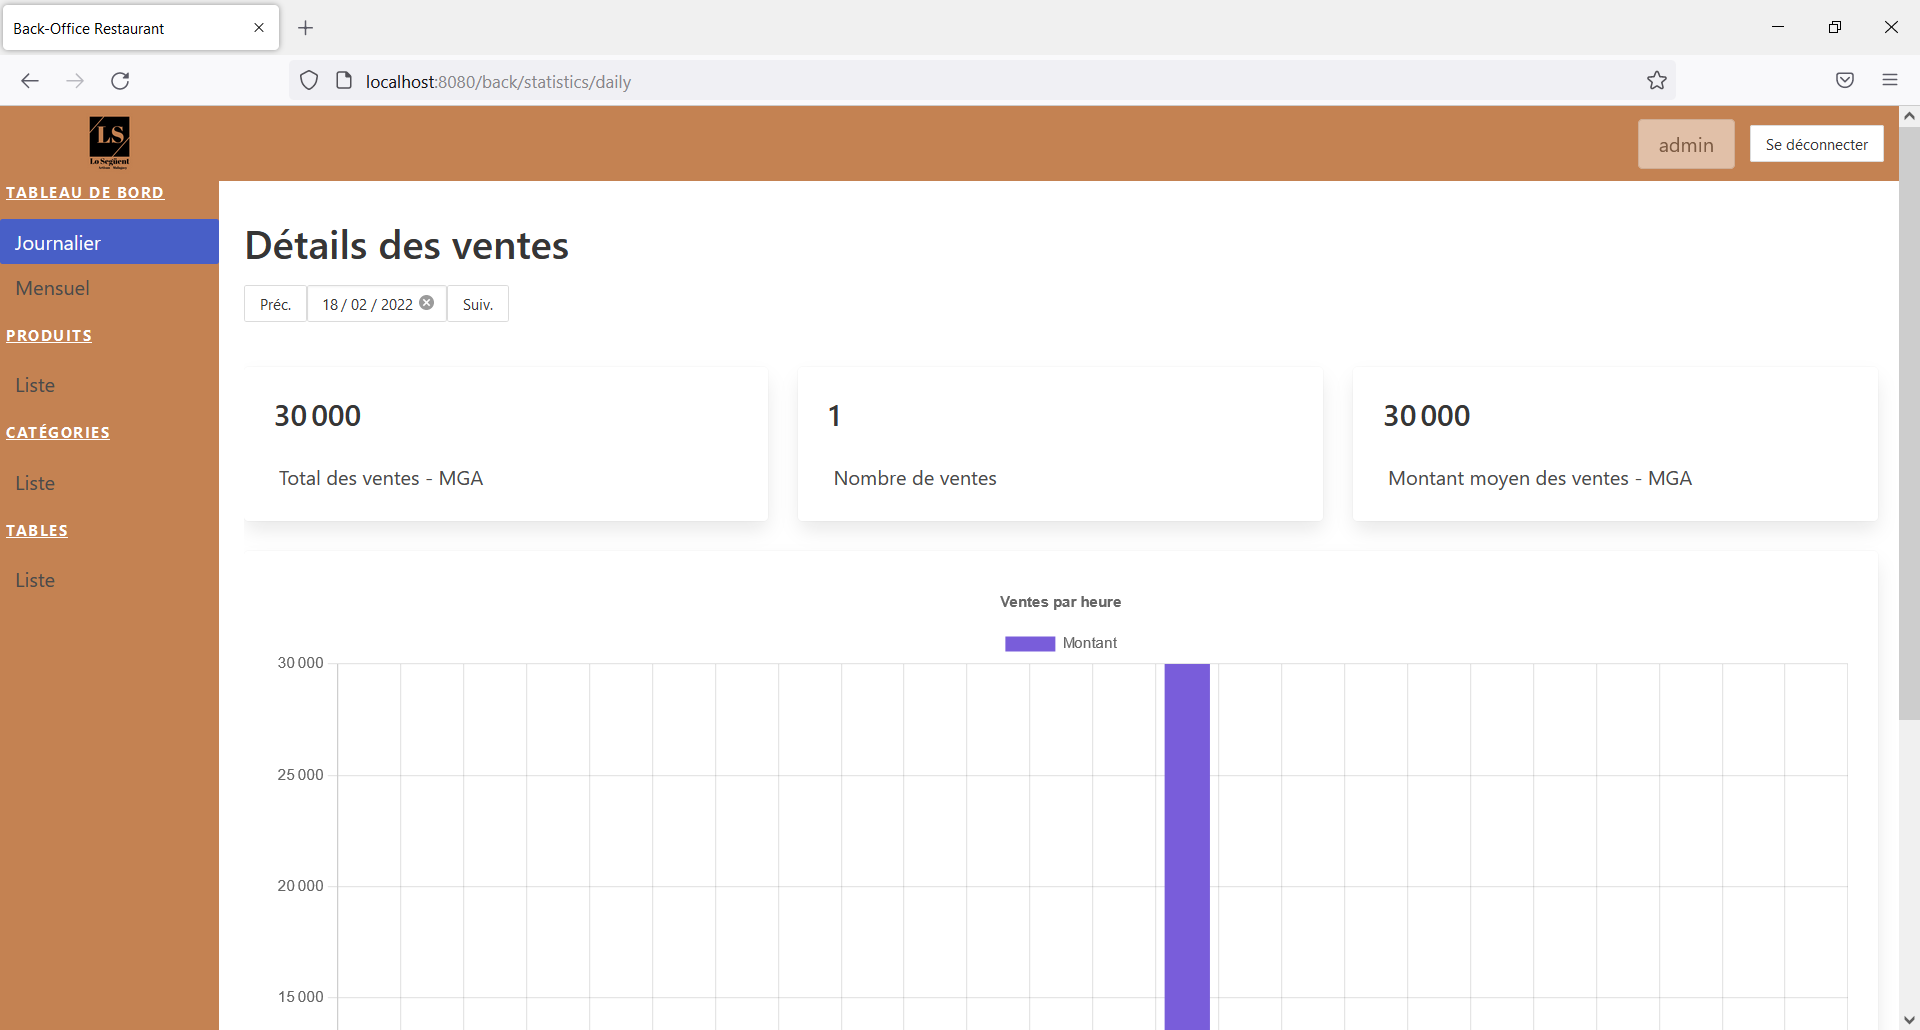 Back-Office Restaurant
localhost:8080/back/statistics/daily
LS
Lo Següent
admin
Se déconnecter
TABLEAU DE BORD
Journalier
Mensuel
PRODUITS
Liste
CATÉGORIES
Liste
TABLES
Liste
Détails des ventes
Préc.
18 / 02 / 2022
Suiv.
30 000
Total des ventes - MGA
1
Nombre de ventes
30 000
Montant moyen des ventes - MGA
Ventes par heure
Montant
30 000
25 000
20 000
15 000